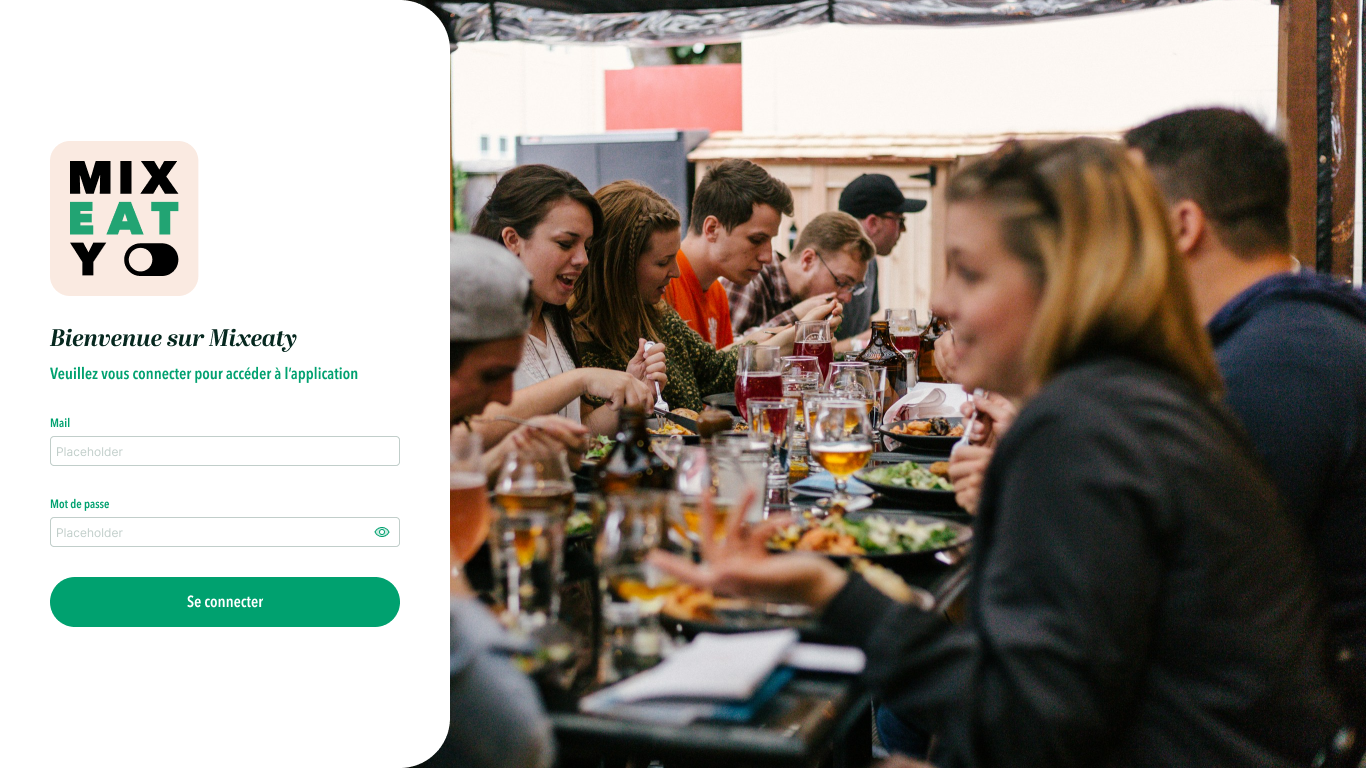 MIX
EAT
Y
Bienvenue sur Mixeaty
Veuillez vous connecter pour accéder à l’application
Mail
Placeholder
Mot de passe
Placeholder
Se connecter